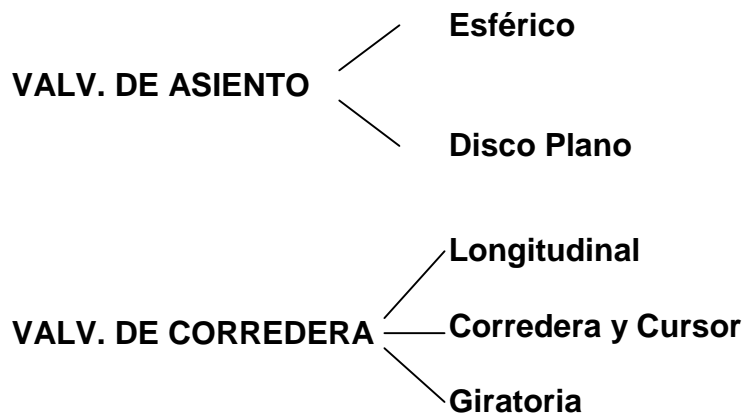 Esférico
VALV. DE ASIENTO
Disco Plano
Longitudinal
VALV. DE CORREDERA
Corredera y Cursor
Giratoria